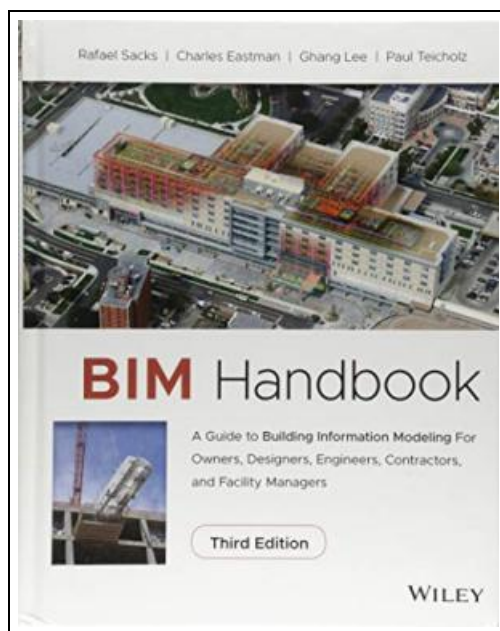 Rafael Sacks | Charles Eastman | Ghang Lee | Paul Teicholz
BIM Handbook
A Guide to Building Information Modeling For
Owners, Designers, Engineers, Contractors,
and Facility Managers
Third Edition
WILEY